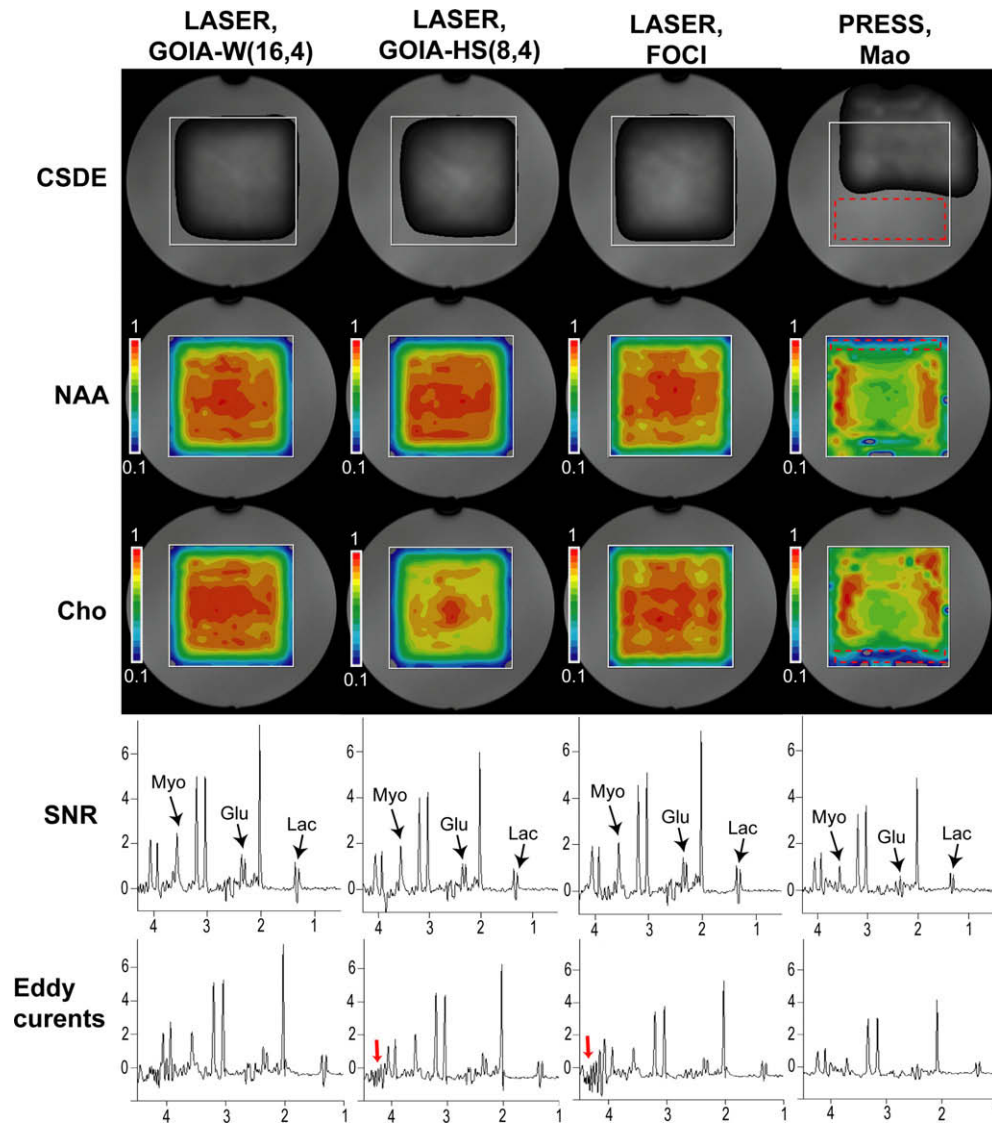 LASER, GOIA-W(16,4)
LASER, GOIA-HS(8,4)
LASER, FOCI
PRESS, Mao
CSDE
NAA
1
0.1
1
0.1
1
0.1
1
0.1
Cho
1
0.1
1
0.1
1
0.1
1
0.1
SNR
6
4
2
0
Myo
Glu
Lac
4 3 2 1
6
4
2
0
Myo
Glu
Lac
4 3 2 1
6
4
2
0
Myo
Glu
Lac
4 3 2 1
6
4
2
0
Myo
Glu
Lac
4 3 2 1
Eddy
curents
6
4
2
0
4 3 2 1
6
4
2
0
4 3 2 1
6
4
2
0
4 3 2 1
6
4
2
0
4 3 2 1